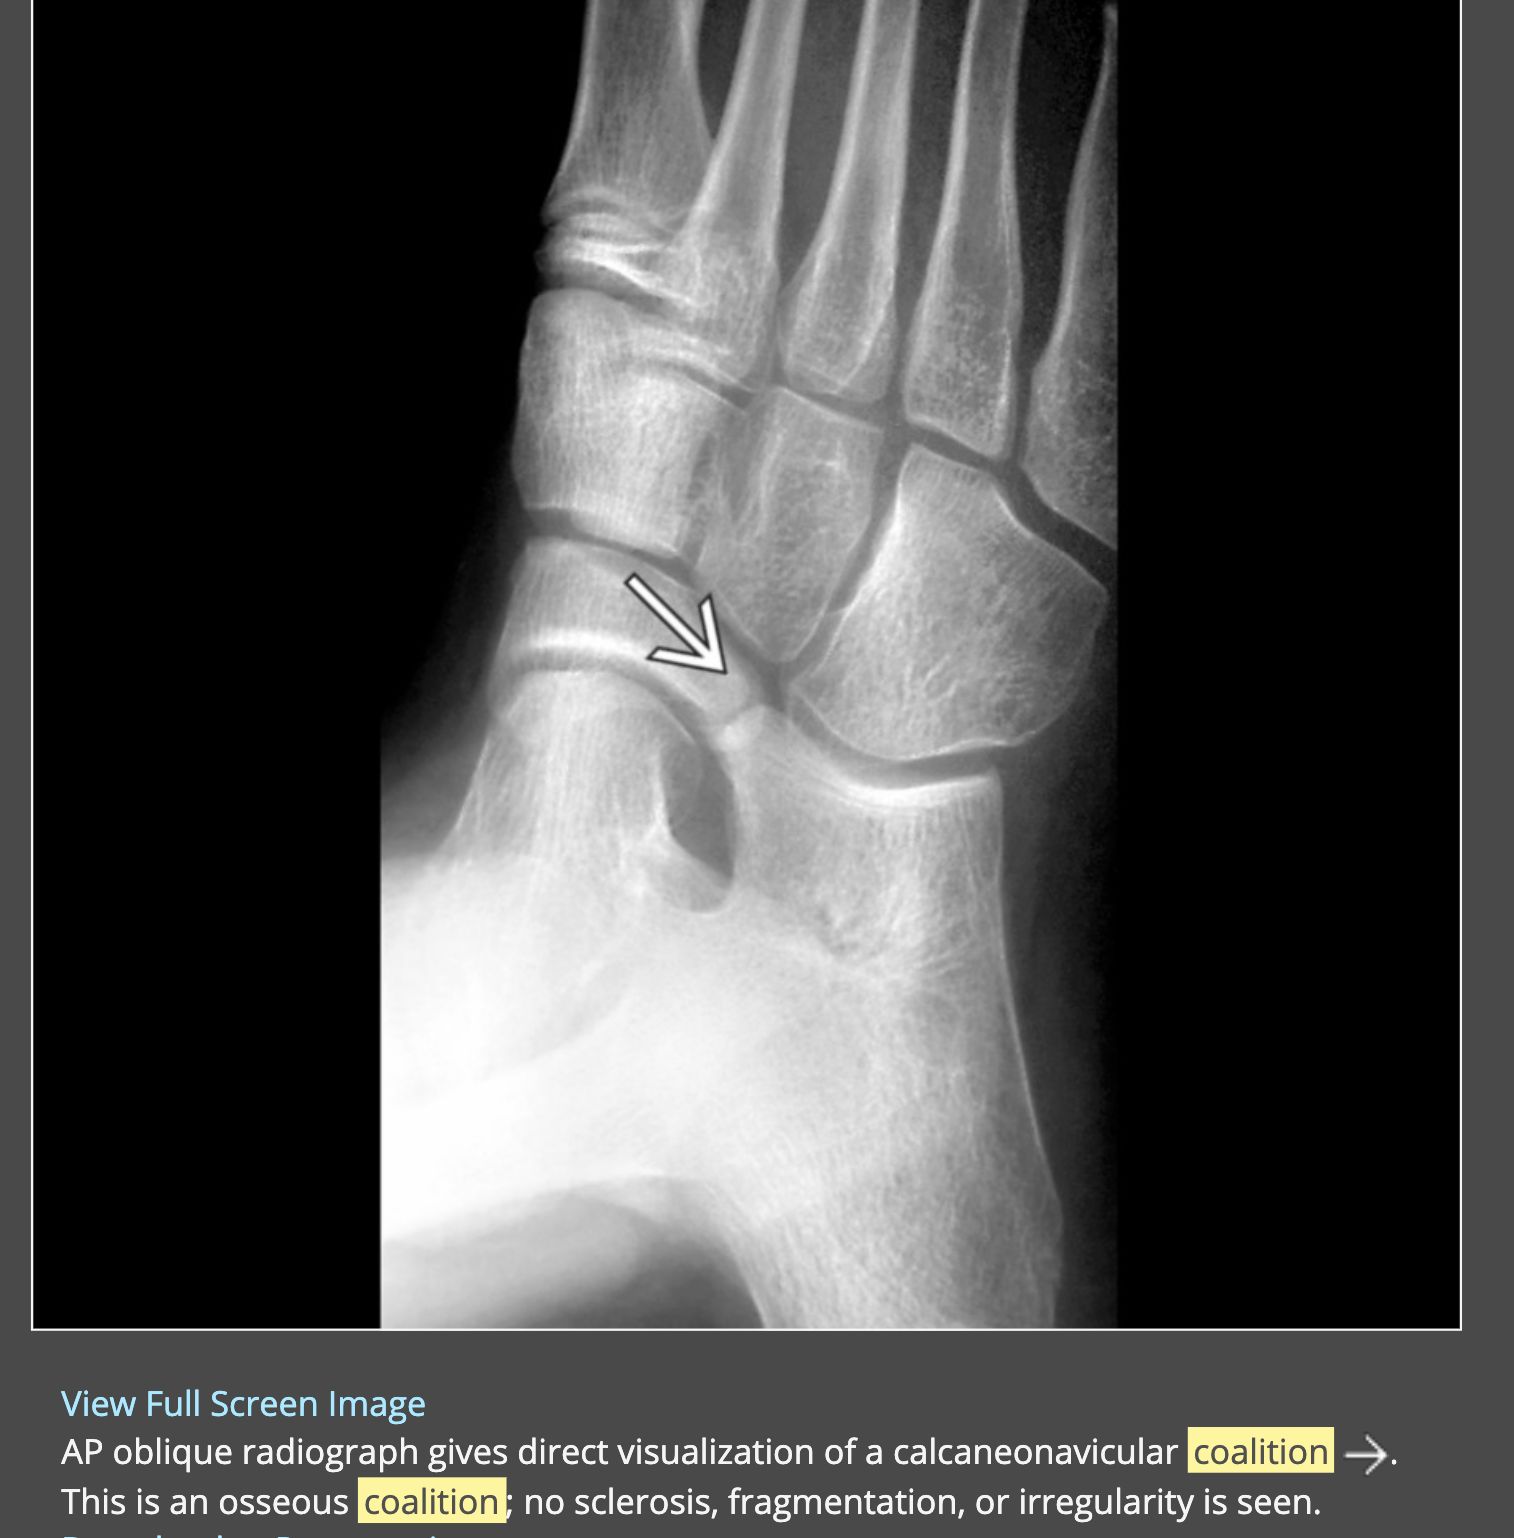 View Full Screen Image
AP oblique radiograph gives direct visualization of a calcaneonavicular coalition →.
This is an osseous coalition; no sclerosis, fragmentation, or irregularity is seen.